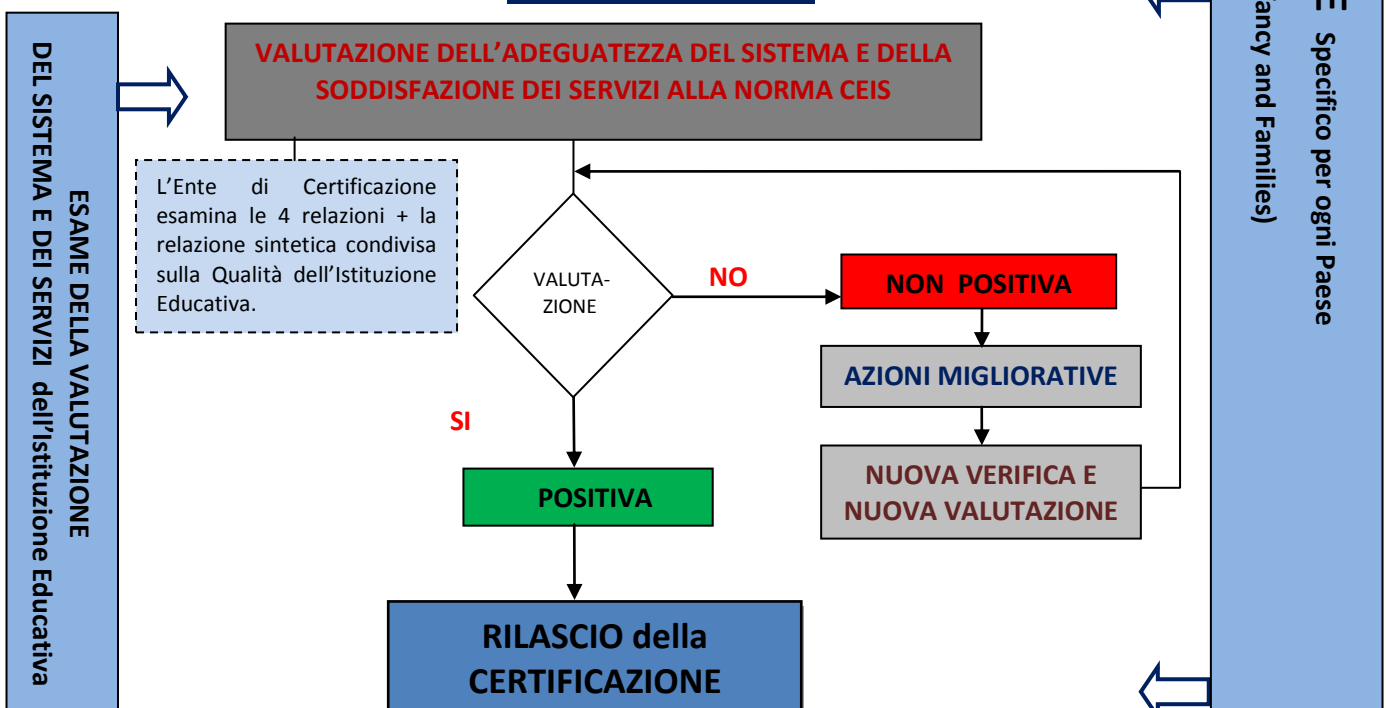 ESAME DELLA VALUTAZIONE
DEL SISTEMA E DEI SERVIZI dell'Istituzione Educativa
VALUTAZIONE DELL’ADEGUATEZZA DEL SISTEMA E DELLA
SODDISFAZIONE DEI SERVIZI ALLA NORMA CEIS
L’Ente di Certificazione
esamina le 4 relazioni + la
relazione sintetica condivisa
sulla Qualità dell’Istituzione
Educativa.
VALUTA-
ZIONE
NO
NON POSITIVA
AZIONI MIGLIORATIVE
NUOVA VERIFICA E
NUOVA VALUTAZIONE
SI
POSITIVA
RILASCIO della
CERTIFICAZIONE
Specifico per ogni Paese
and Families)